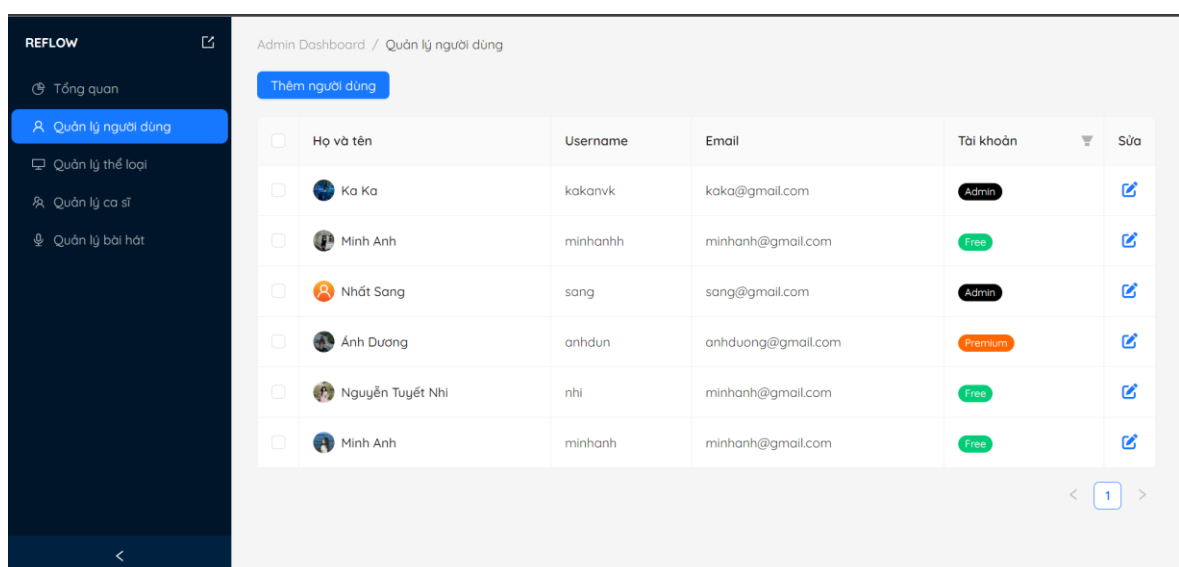 REFLOW
Tổng quan
Quản lý người dùng
Quản lý thể loại
Quản lý ca sĩ
Quản lý bài hát
Admin Dashboard / Quản lý người dùng
Thêm người dùng
Họ và tên Username Email Tài khoản Sửa
Ka Ka kakanvk kaka@gmail.com Admin
Minh Anh minhanhh minhanh@gmail.com Free
Nhất Sang sang sang@gmail.com Admin
Ánh Dương anhdun anhduong@gmail.com Premium
Nguyễn Tuyết Nhi nhi minhanh@gmail.com Free
Minh Anh minhanh minhanh@gmail.com Free
< 1 >
<